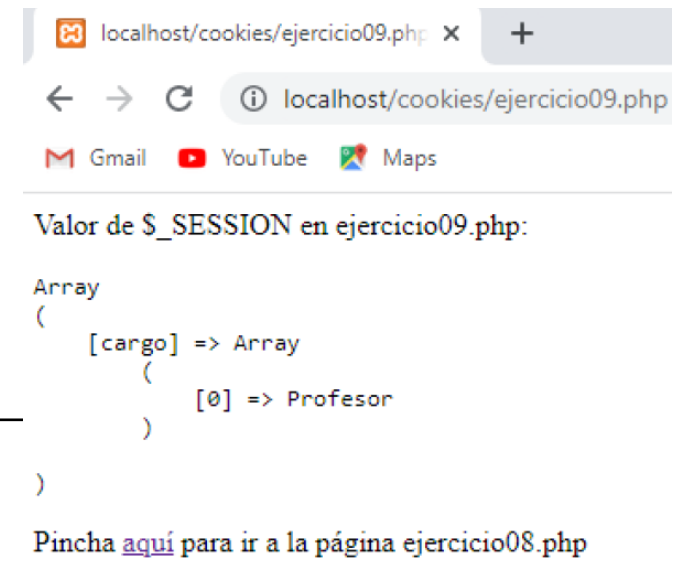 localhost/cookies/ejercicio09.php
localhost/cookies/ejercicio09.php
Gmail YouTube Maps
Valor de $_SESSION en ejercicio09.php:
Array
(
    [cargo] => Array
        (
            [0] => Profesor
        )
)
Pincha aquí para ir a la página ejercicio08.php